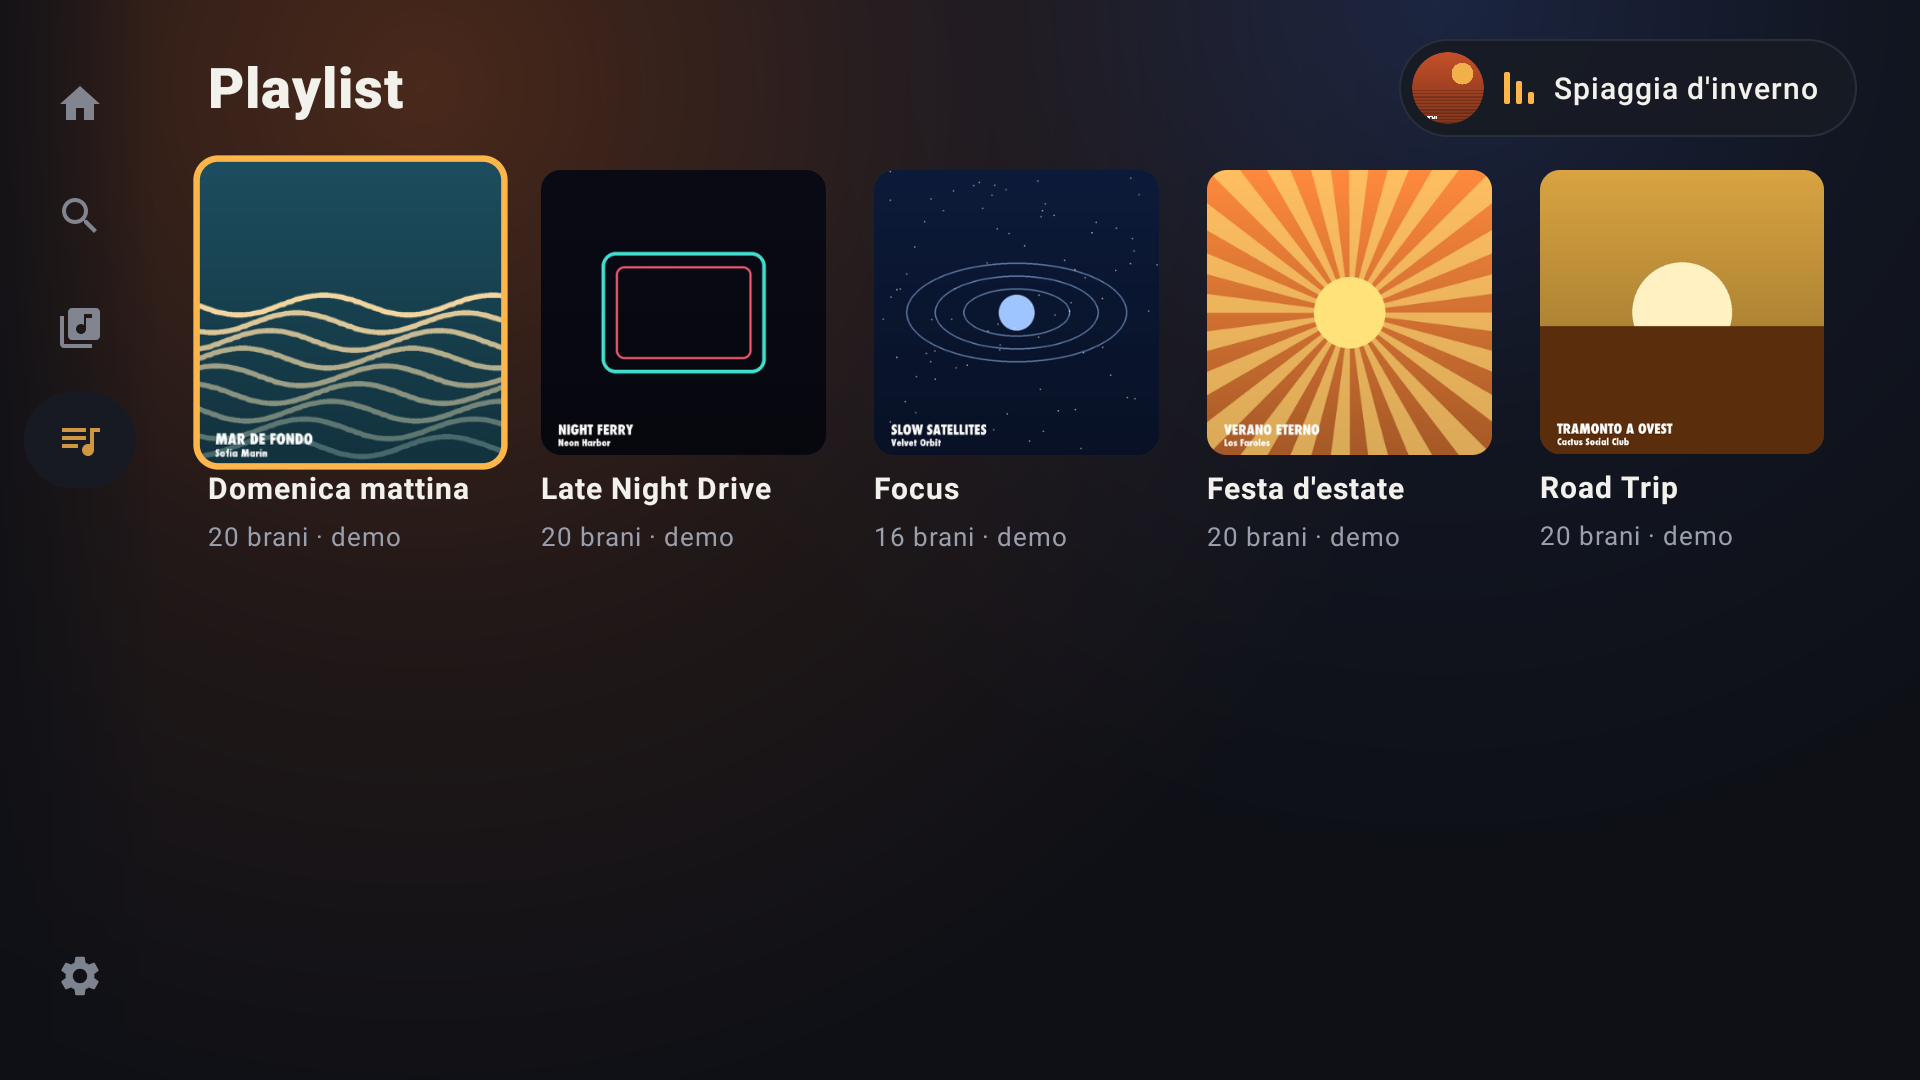 Playlist
Spiaggia d'inverno
MAR DE FONDO
Sofia Marin
NIGHT FERRY
Neon Harbor
SLOW SATELLITES
Velvet Orbit
VERANO ETERNO
Los Faroles
TRAMONTO A OVEST
Cactus Social Club
Domenica mattina
Late Night Drive
Focus
Festa d'estate
Road Trip
20 brani · demo
20 brani · demo
16 brani · demo
20 brani · demo
20 brani · demo